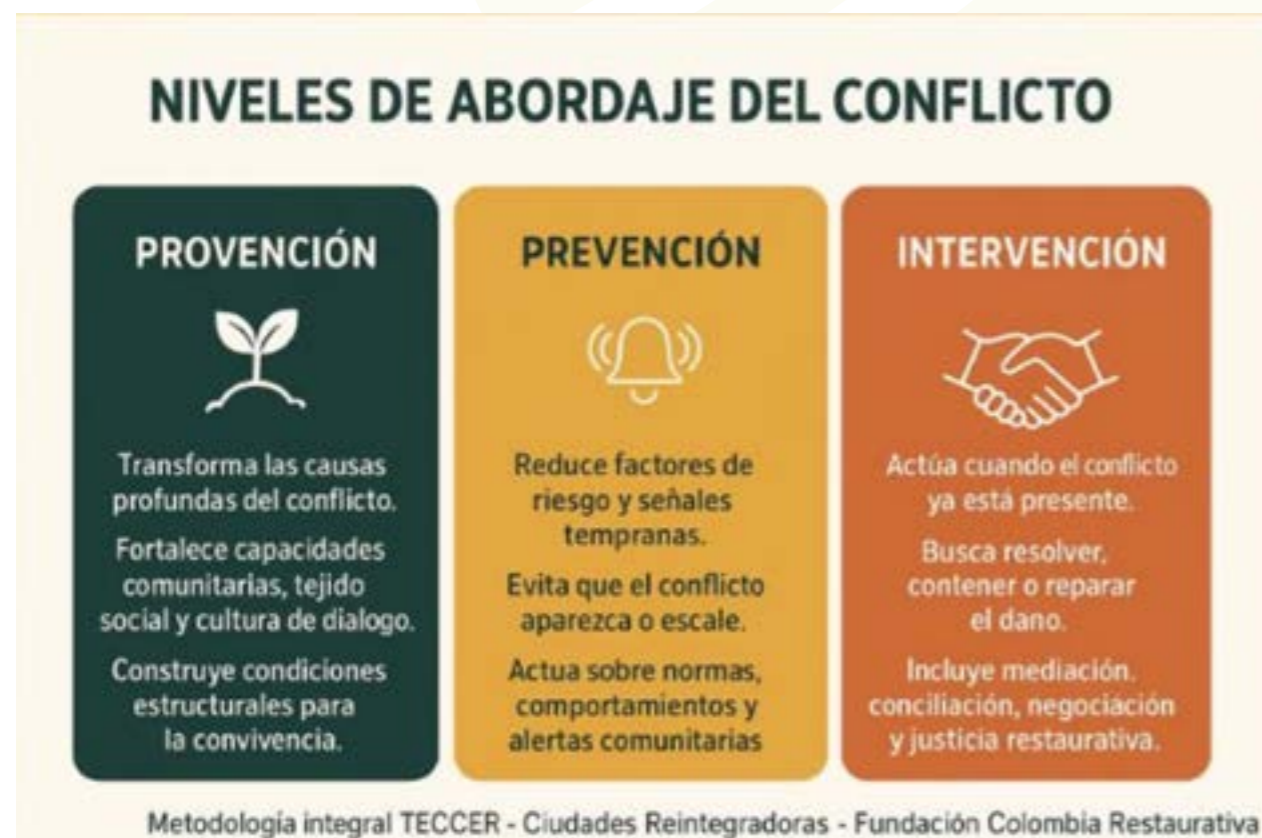 NIVELES DE ABORDAJE DEL CONFLICTO
PROVENCIÓN
Transforma las causas
profundas del conflicto.
Fortalece capacidades
comunitarias, tejido
social y cultura de dialogo.
Construye condiciones
estructurales para
la convivencia.
PREVENCIÓN
Reduce factores de
riesgo y señales
tempranas.
Evita que el conflicto
aparezca o escale.
Actua sobre normas,
comportamientos y
alertas comunitarias
INTERVENCIÓN
Actúa cuando el conflicto
ya está presente.
Busca resolver,
contener o reparar
el dano.
Incluye mediación.
conciliación, negociación
y justicia restaurativa.
Metodología integral TECCER - Ciudades Reintegradoras - Fundación Colombia Restaurativa